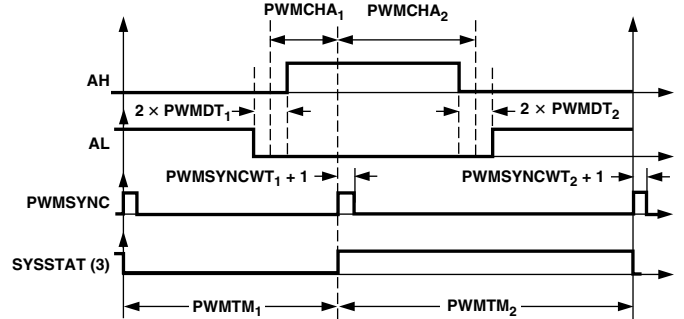 PWMCHA₁ PWMCHA₂
AH
2 × PWMDT₁ 2 × PWMDT₂
AL
PWMSYNCWT₁ + 1 PWMSYNCWT₂ + 1
PWMSYNC
SYSSTAT (3)
PWMTM₁ PWMTM₂